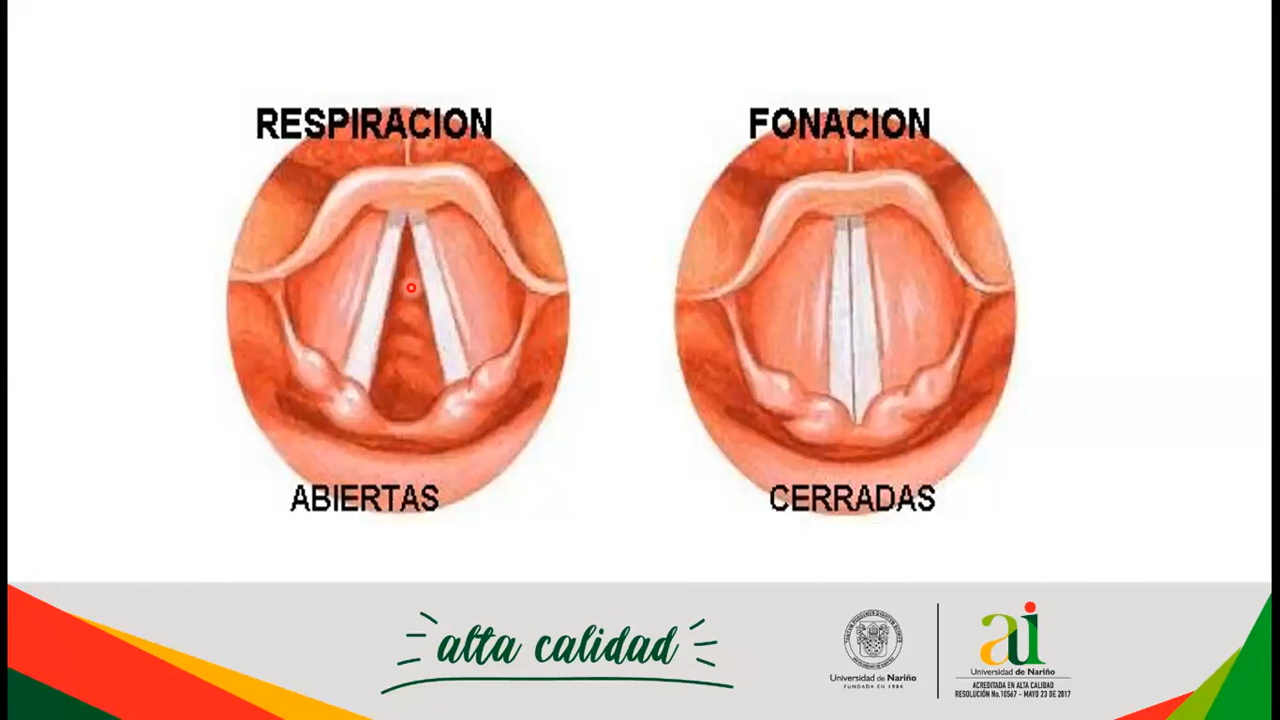 RESPIRACION
FONACION
ABIERTAS
CERRADAS
alta calidad
Universidad de Nariño
FUNDADA EN 1904
ai
Universidad de Nariño
ACREDITADA EN ALTA CALIDAD
RESOLUCIÓN No.10567 - MAYO 23 DE 2017